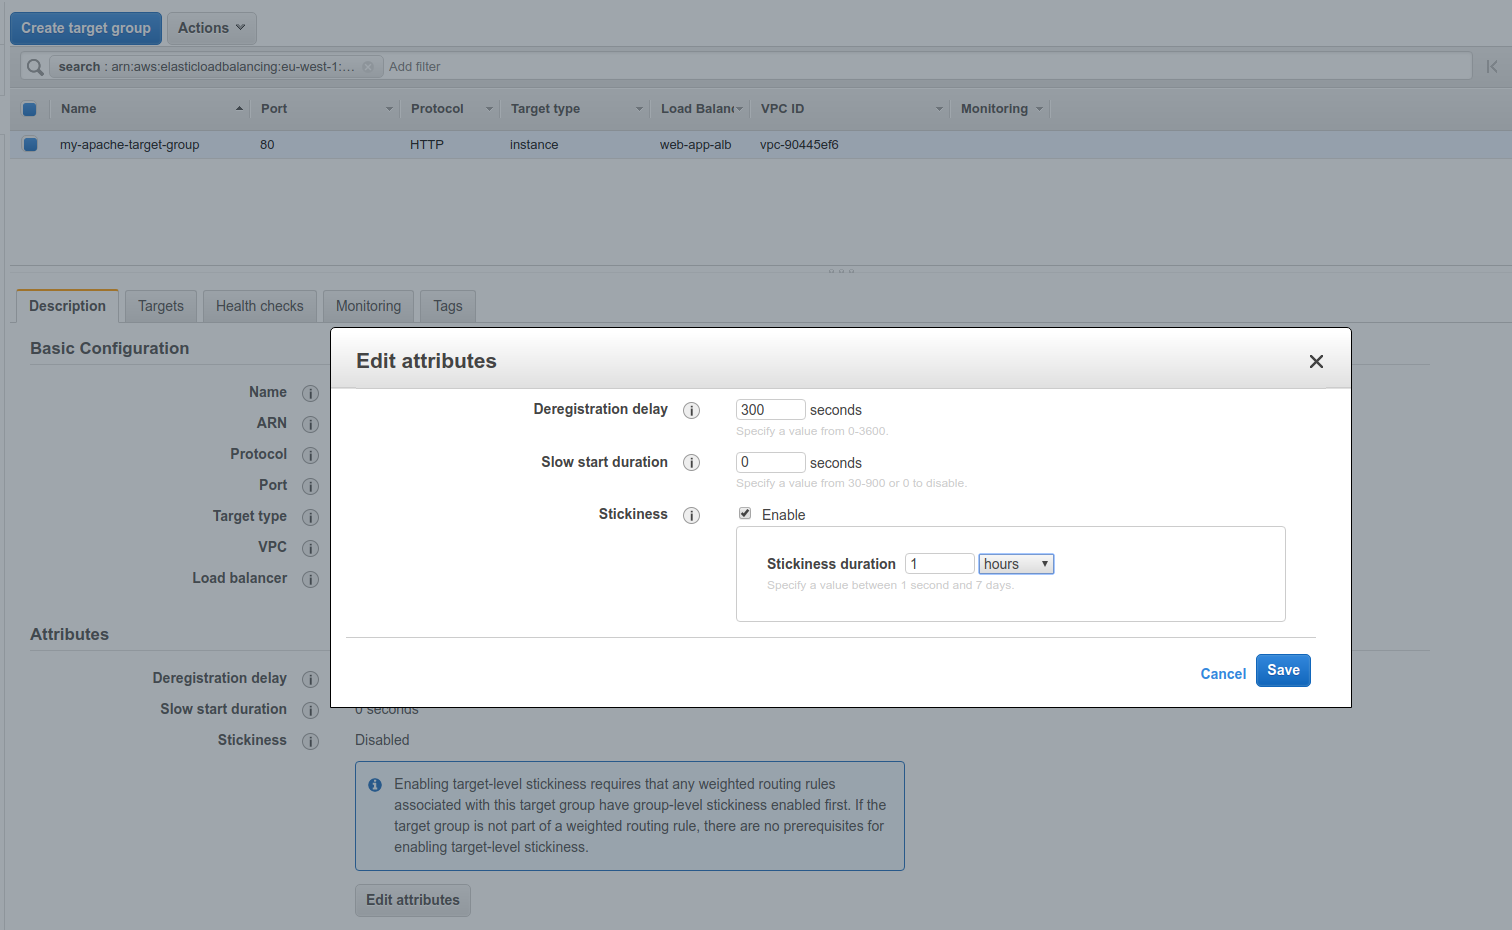 Create target group Actions
search : arn:aws:elasticloadbalancing:eu-west-1:... Add filter
Name Port Protocol Target type Load Balanc VPC ID Monitoring
my-apache-target-group 80 HTTP instance web-app-alb vpc-90445ef6
Description Targets Health checks Monitoring Tags
Basic Configuration
Name
ARN
Protocol
Port
Target type
VPC
Load balancer
Attributes
Deregistration delay
Slow start duration 0 seconds
Stickiness Disabled
Enabling target-level stickiness requires that any weighted routing rules
associated with this target group have group-level stickiness enabled first. If the
target group is not part of a weighted routing rule, there are no prerequisites for
enabling target-level stickiness.
Edit attributes
Edit attributes
Deregistration delay 300 seconds
Specify a value from 0-3600.
Slow start duration 0 seconds
Specify a value from 30-900 or 0 to disable.
Stickiness Enable
Stickiness duration 1 hours
Specify a value between 1 second and 7 days.
Cancel Save